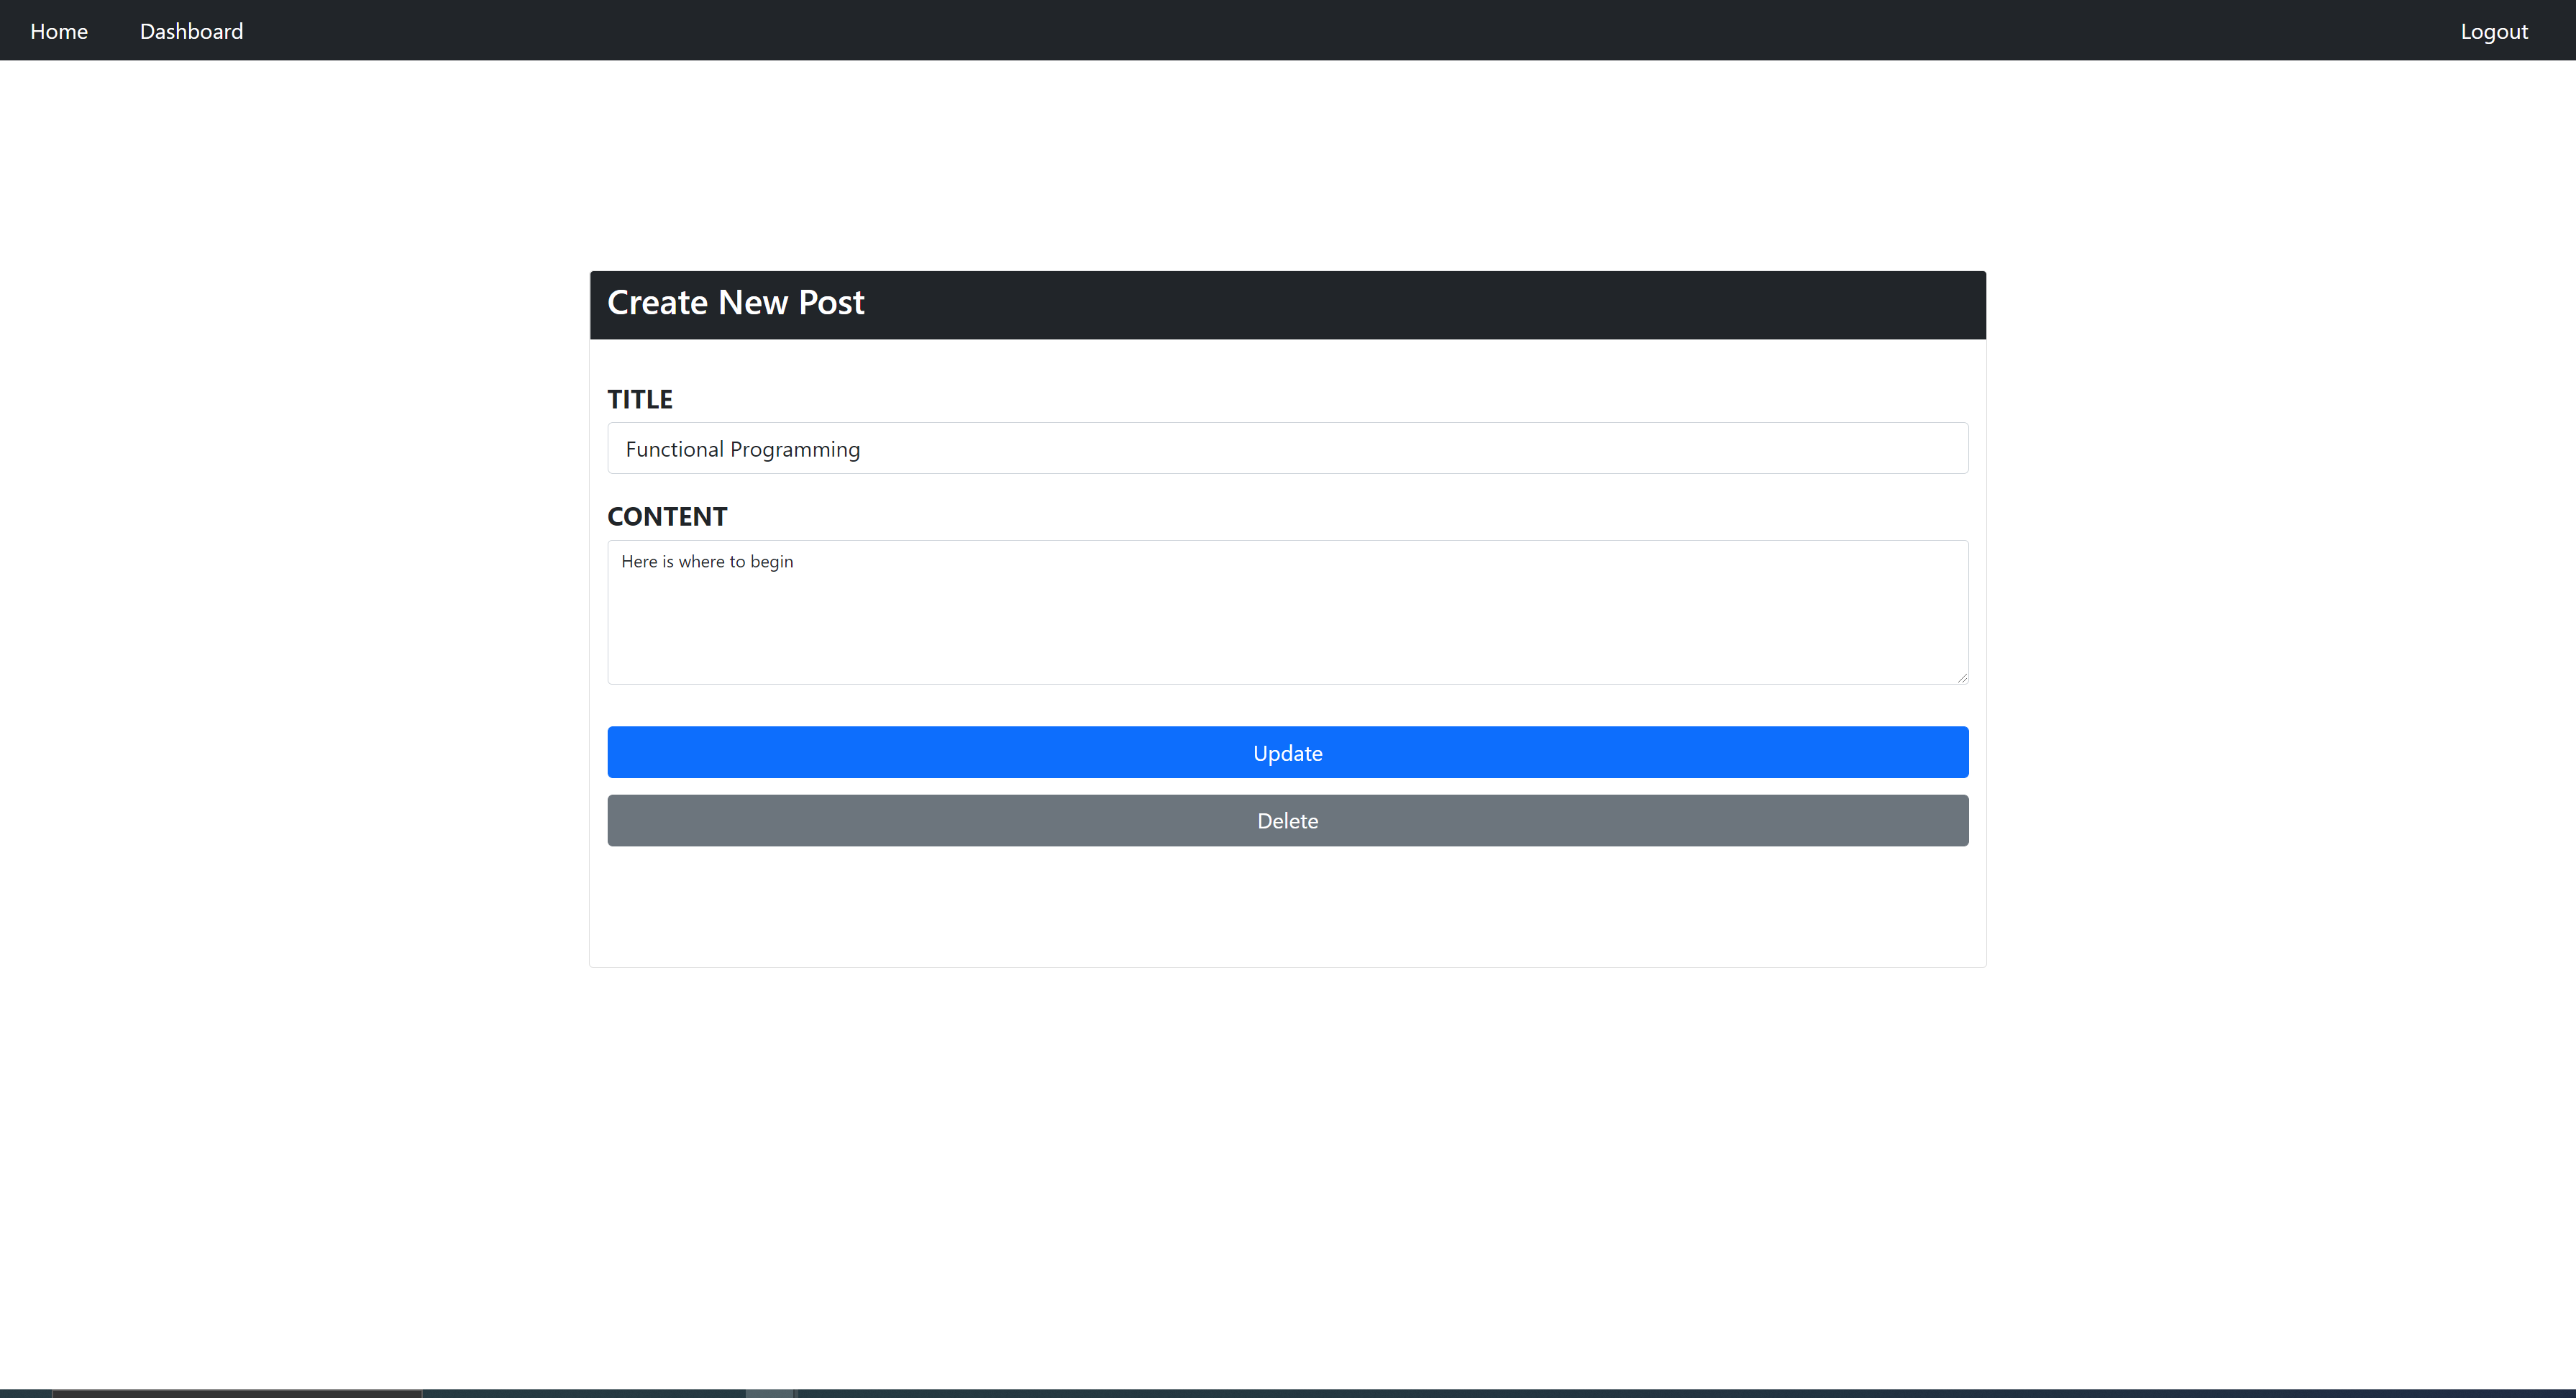 Home Dashboard Logout
Create New Post
TITLE
Functional Programming
CONTENT
Here is where to begin
Update
Delete